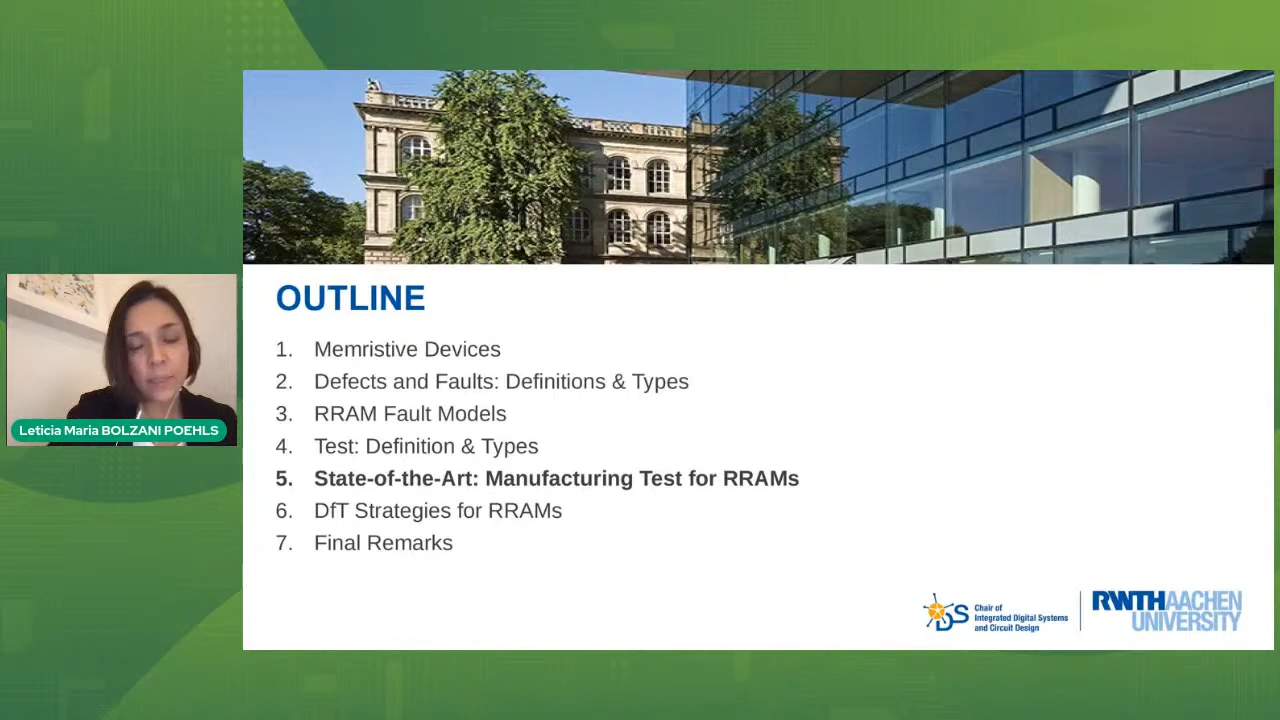 OUTLINE
1. Memristive Devices
2. Defects and Faults: Definitions & Types
3. RRAM Fault Models
4. Test: Definition & Types
5. State-of-the-Art: Manufacturing Test for RRAMs
6. DfT Strategies for RRAMs
7. Final Remarks
Leticia Maria BOLZANI POEHLS
IDS
Chair of
Integrated Digital Systems
and Circuit Design
RWTHAACHEN
UNIVERSITY